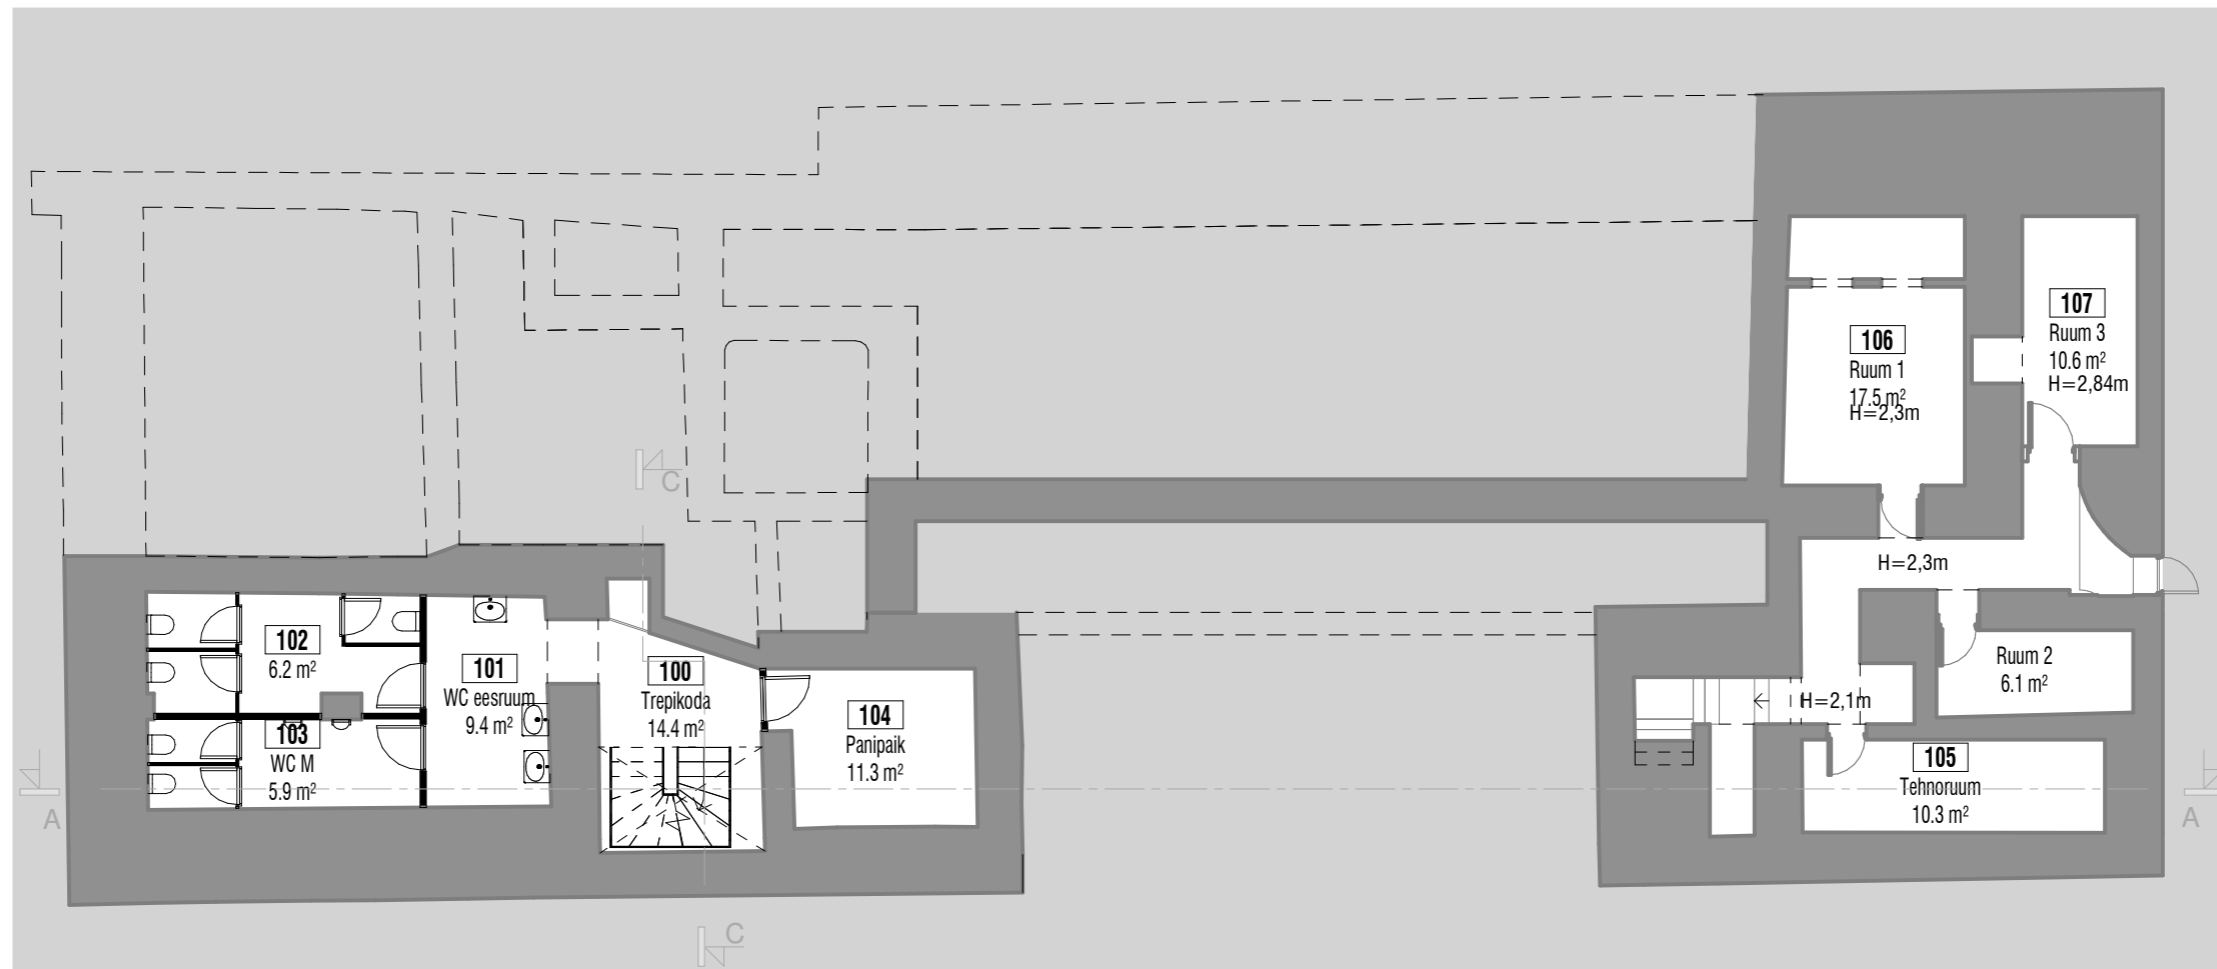 107
Ruum 3
10.6 m²
H=2,84m
106
Ruum 1
17.5 m²
H=2,3m
C
H=2,3m
102
6.2 m²
101
WC eesruum
9.4 m²
100
Trepikoda
14.4 m²
104
Panipaik
11.3 m²
103
WC M
5.9 m²
Ruum 2
6.1 m²
H=2,1m
105
Tehnoruum
10.3 m²
A
A
C